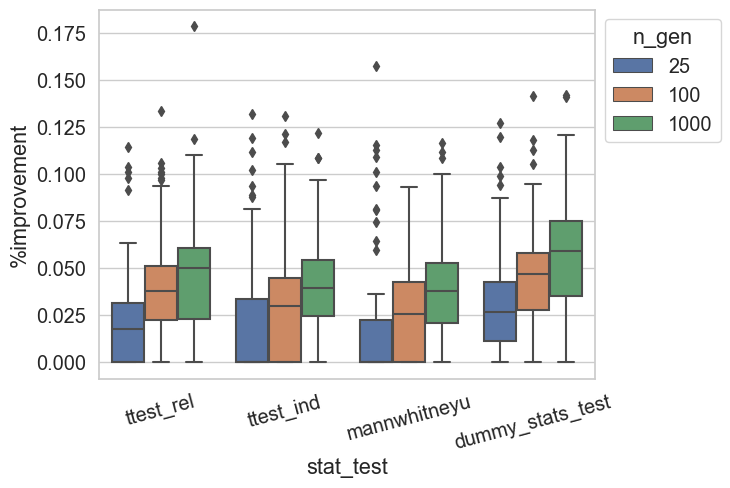 %improvement
0.175
0.150
0.125
0.100
0.075
0.050
0.025
0.000
ttest_rel
ttest_ind
mannwhitneyu
dummy_stats_test
stat_test
n_gen
25
100
1000